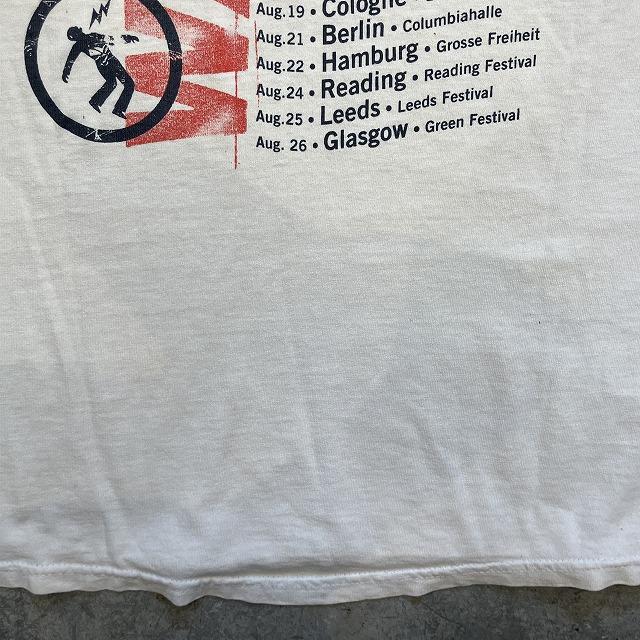 Aug.19 • Cologne •
Aug.21 • Berlin • Columbiahalle
Aug.22 • Hamburg • Grosse Freiheit
Aug.24 • Reading • Reading Festival
Aug.25 • Leeds • Leeds Festival
Aug. 26 • Glasgow • Green Festival